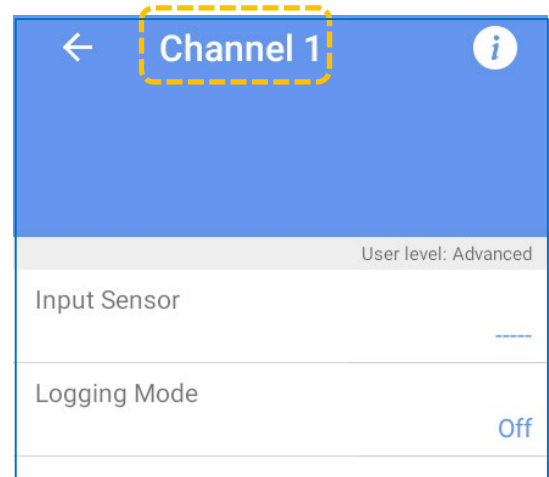 Channel 1
User level: Advanced
Input Sensor
-----
Logging Mode
Off